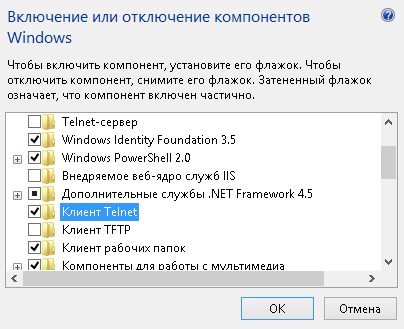 Включение или отключение компонентов
Windows
Чтобы включить компонент, установите его флажок. Чтобы
отключить компонент, снимите его флажок. Затененный флажок
означает, что компонент включен частично.
Telnet-сервер
Windows Identity Foundation 3.5
Windows PowerShell 2.0
Внедряемое веб-ядро служб IIS
Дополнительные службы .NET Framework 4.5
Клиент Telnet
Клиент TFTP
Клиент рабочих папок
Компоненты для работы с мультимедиа
OK
Отмена